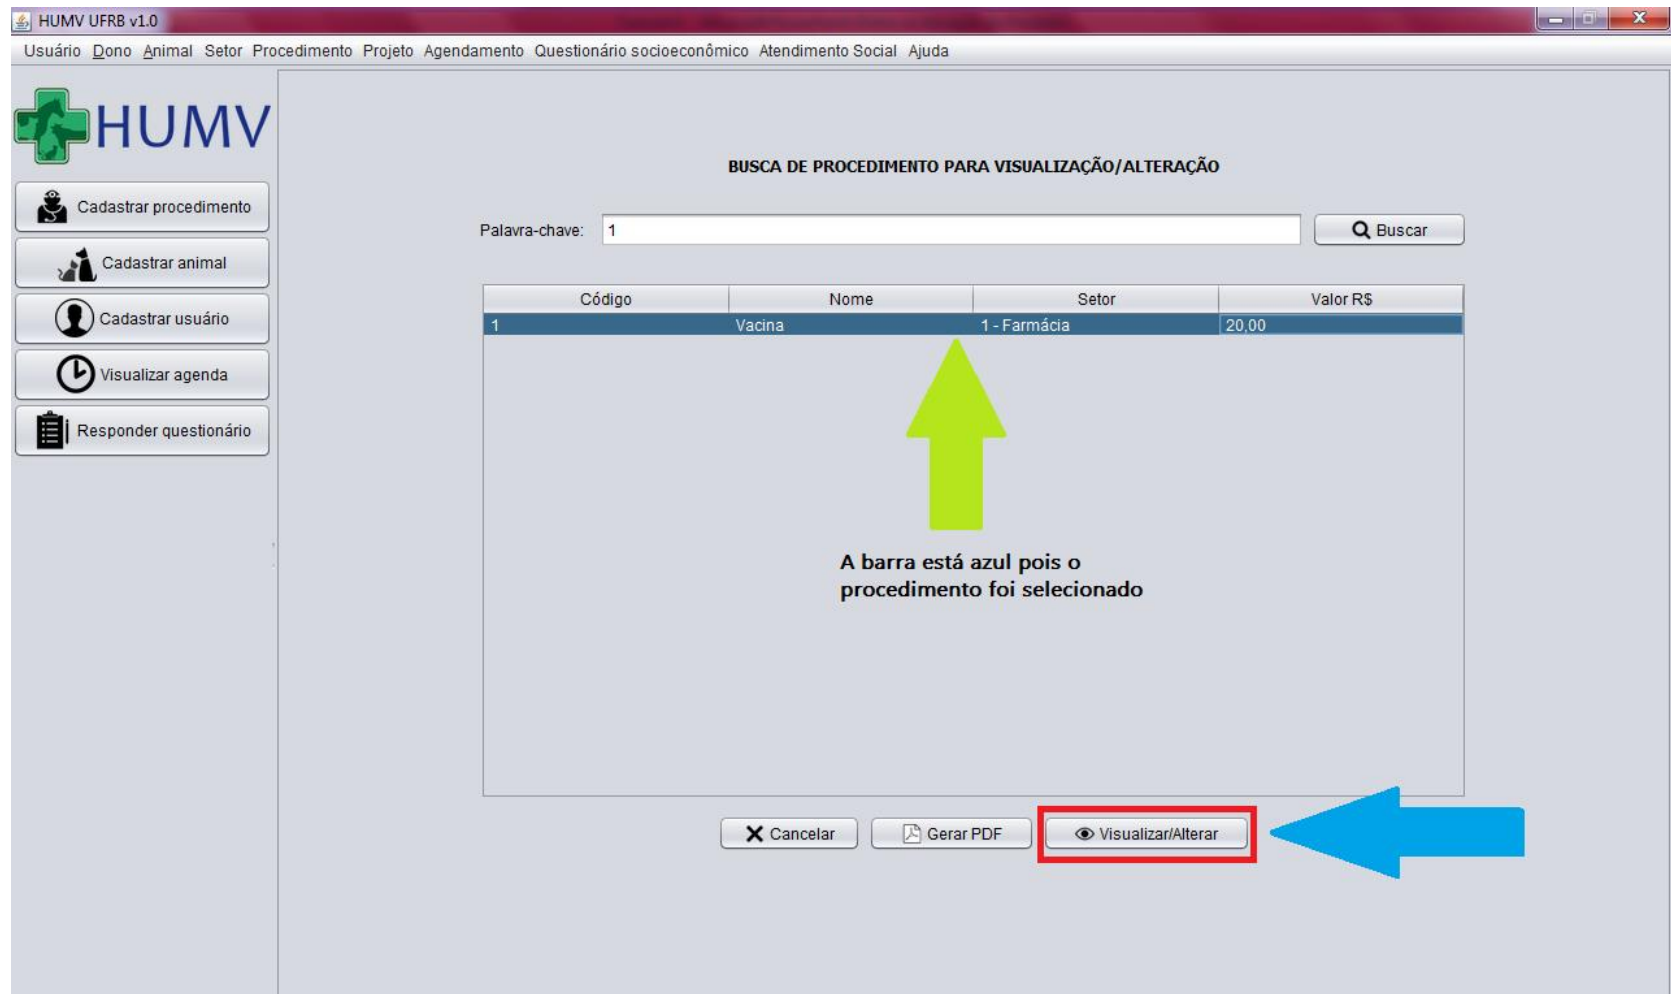 HUMV UFRB v1.0
Usuário Dono Animal Setor Procedimento Projeto Agendamento Questionário socioeconômico Atendimento Social Ajuda
HUMV
Cadastrar procedimento
Cadastrar animal
Cadastrar usuário
Visualizar agenda
Responder questionário
BUSCA DE PROCEDIMENTO PARA VISUALIZAÇÃO/ALTERAÇÃO
Palavra-chave: 1 Buscar
Código Nome Setor Valor R$
1 Vacina 1 - Farmácia 20,00
A barra está azul pois o
procedimento foi selecionado
Cancelar Gerar PDF Visualizar/Alterar